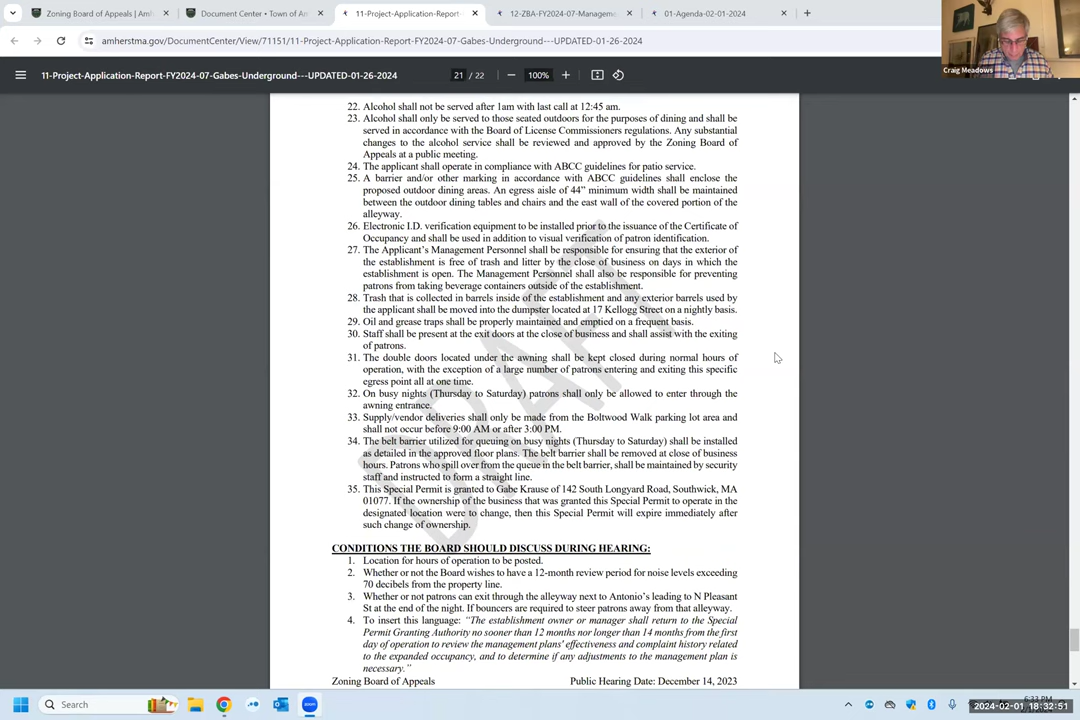 Board of Appeals | Amh
Document Center • Town of Am
11-Project-Application-Report-
12-ZBA-FY2024-07-Managem
01-Agenda-02-01-2024
amherstma.gov/DocumentCenter/View/71151/11-Project-Application-Report-FY2024-07-Gabes-Underground---UPDATED-01-26-2024
Craig Meadows
11-Project-Application-Report-FY2024-07-Gabes-Underground---UPDATED-01-26-2024
21 / 22
100%
22. Alcohol shall not be served after 1am with last call at 12:45 am.
23. Alcohol shall only be served to those seated outdoors for the purposes of dining and shall be
served in accordance with the Board of License Commissioners regulations. Any substantial
changes to the alcohol service shall be reviewed and approved by the Zoning Board of
Appeals at a public meeting.
24. The applicant shall operate in compliance with ABCC guidelines for patio service.
25. A barrier and/or other marking in accordance with ABCC guidelines shall enclose the
proposed outdoor dining areas. An egress aisle of 44” minimum width shall be maintained
between the outdoor dining tables and chairs and the east wall of the covered portion of the
alleyway.
26. Electronic I.D. verification equipment to be installed prior to the issuance of the Certificate of
Occupancy and shall be used in addition to visual verification of patron identification.
27. The Applicant’s Management Personnel shall be responsible for ensuring that the exterior of
the establishment is free of trash and litter by the close of business on days in which the
establishment is open. The Management Personnel shall also be responsible for preventing
patrons from taking beverage containers outside of the establishment.
28. Trash that is collected in barrels inside of the establishment and any exterior barrels used by
the applicant shall be moved into the dumpster located at 17 Kellogg Street on a nightly basis.
29. Oil and grease traps shall be properly maintained and emptied on a frequent basis.
30. Staff shall be present at the exit doors at the close of business and shall assist with the exiting
of patrons.
31. The double doors located under the awning shall be kept closed during normal hours of
operation, with the exception of a large number of patrons entering and exiting this specific
egress point all at one time.
32. On busy nights (Thursday to Saturday) patrons shall only be allowed to enter through the
awning entrance.
33. Supply/vendor deliveries shall only be made from the Boltwood Walk parking lot area and
shall not occur before 9:00 AM or after 3:00 PM.
34. The belt barrier utilized for queuing on busy nights (Thursday to Saturday) shall be installed
as detailed in the approved floor plans. The belt barrier shall be removed at close of business
hours. Patrons who spill over from the queue in the belt barrier, shall be maintained by security
staff and instructed to form a straight line.
35. This Special Permit is granted to Gabe Krause of 142 South Longyard Road, Southwick, MA
01077. If the ownership of the business that was granted this Special Permit to operate in the
designated location were to change, then this Special Permit will expire immediately after
such change of ownership.
DRAFT
CONDITIONS THE BOARD SHOULD DISCUSS DURING HEARING:
1. Location for hours of operation to be posted.
2. Whether or not the Board wishes to have a 12-month review period for noise levels exceeding
70 decibels from the property line.
3. Whether or not patrons can exit through the alleyway next to Antonio’s leading to N Pleasant
St at the end of the night. If bouncers are required to steer patrons away from that alleyway.
4. To insert this language: “The establishment owner or manager shall return to the Special
Permit Granting Authority no sooner than 12 months nor longer than 14 months from the first
day of operation to review the management plans' effectiveness and complaint history related
to the expanded occupancy, and to determine if any adjustments to the management plan is
necessary.”
Zoning Board of Appeals
Public Hearing Date: December 14, 2023
Search
6:33 PM
2024-02-01 18:32:51